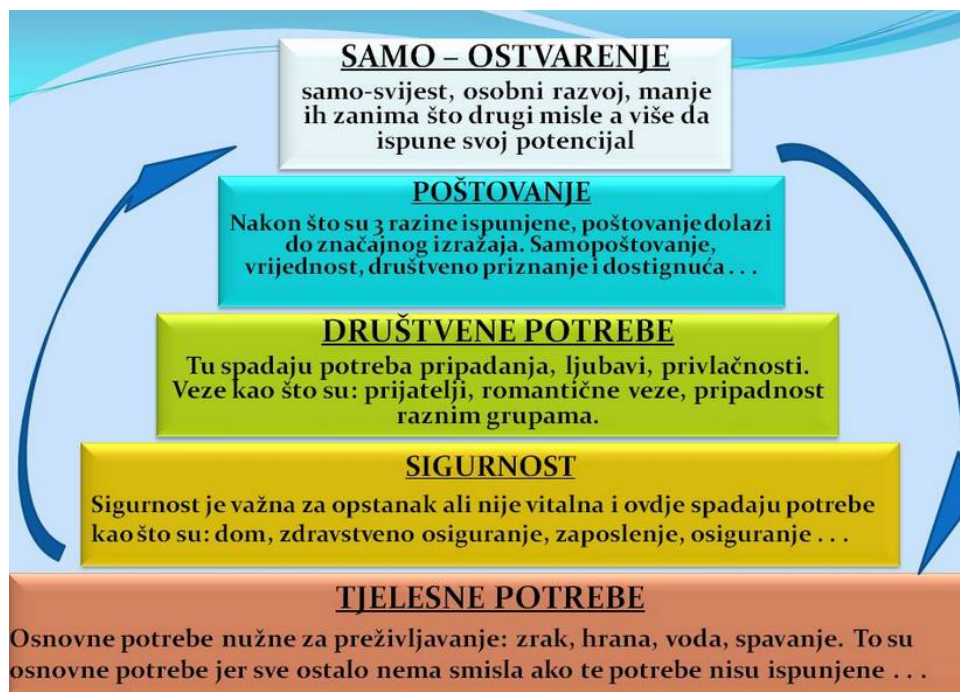 SAMO – OSTVARENJE
samo-svijest, osobni razvoj, manje
ih zanima što drugi misle a više da
ispune svoj potencijal
POŠTOVANJE
Nakon što su 3 razine ispunjene, poštovanje dolazi
do značajnog izražaja. Samopoštovanje,
vrijednost, društveno priznanje i dostignuća . . .
DRUŠTVENE POTREBE
Tu spadaju potreba pripadanja, ljubavi, privlačnosti.
Veze kao što su: prijatelji, romantične veze, pripadnost
raznim grupama.
SIGURNOST
Sigurnost je važna za opstanak ali nije vitalna i ovdje spadaju potrebe
kao što su: dom, zdravstveno osiguranje, zaposlenje, osiguranje . . .
TJELESNE POTREBE
Osnovne potrebe nužne za preživljavanje: zrak, hrana, voda, spavanje. To su
osnovne potrebe jer sve ostalo nema smisla ako te potrebe nisu ispunjene . . .